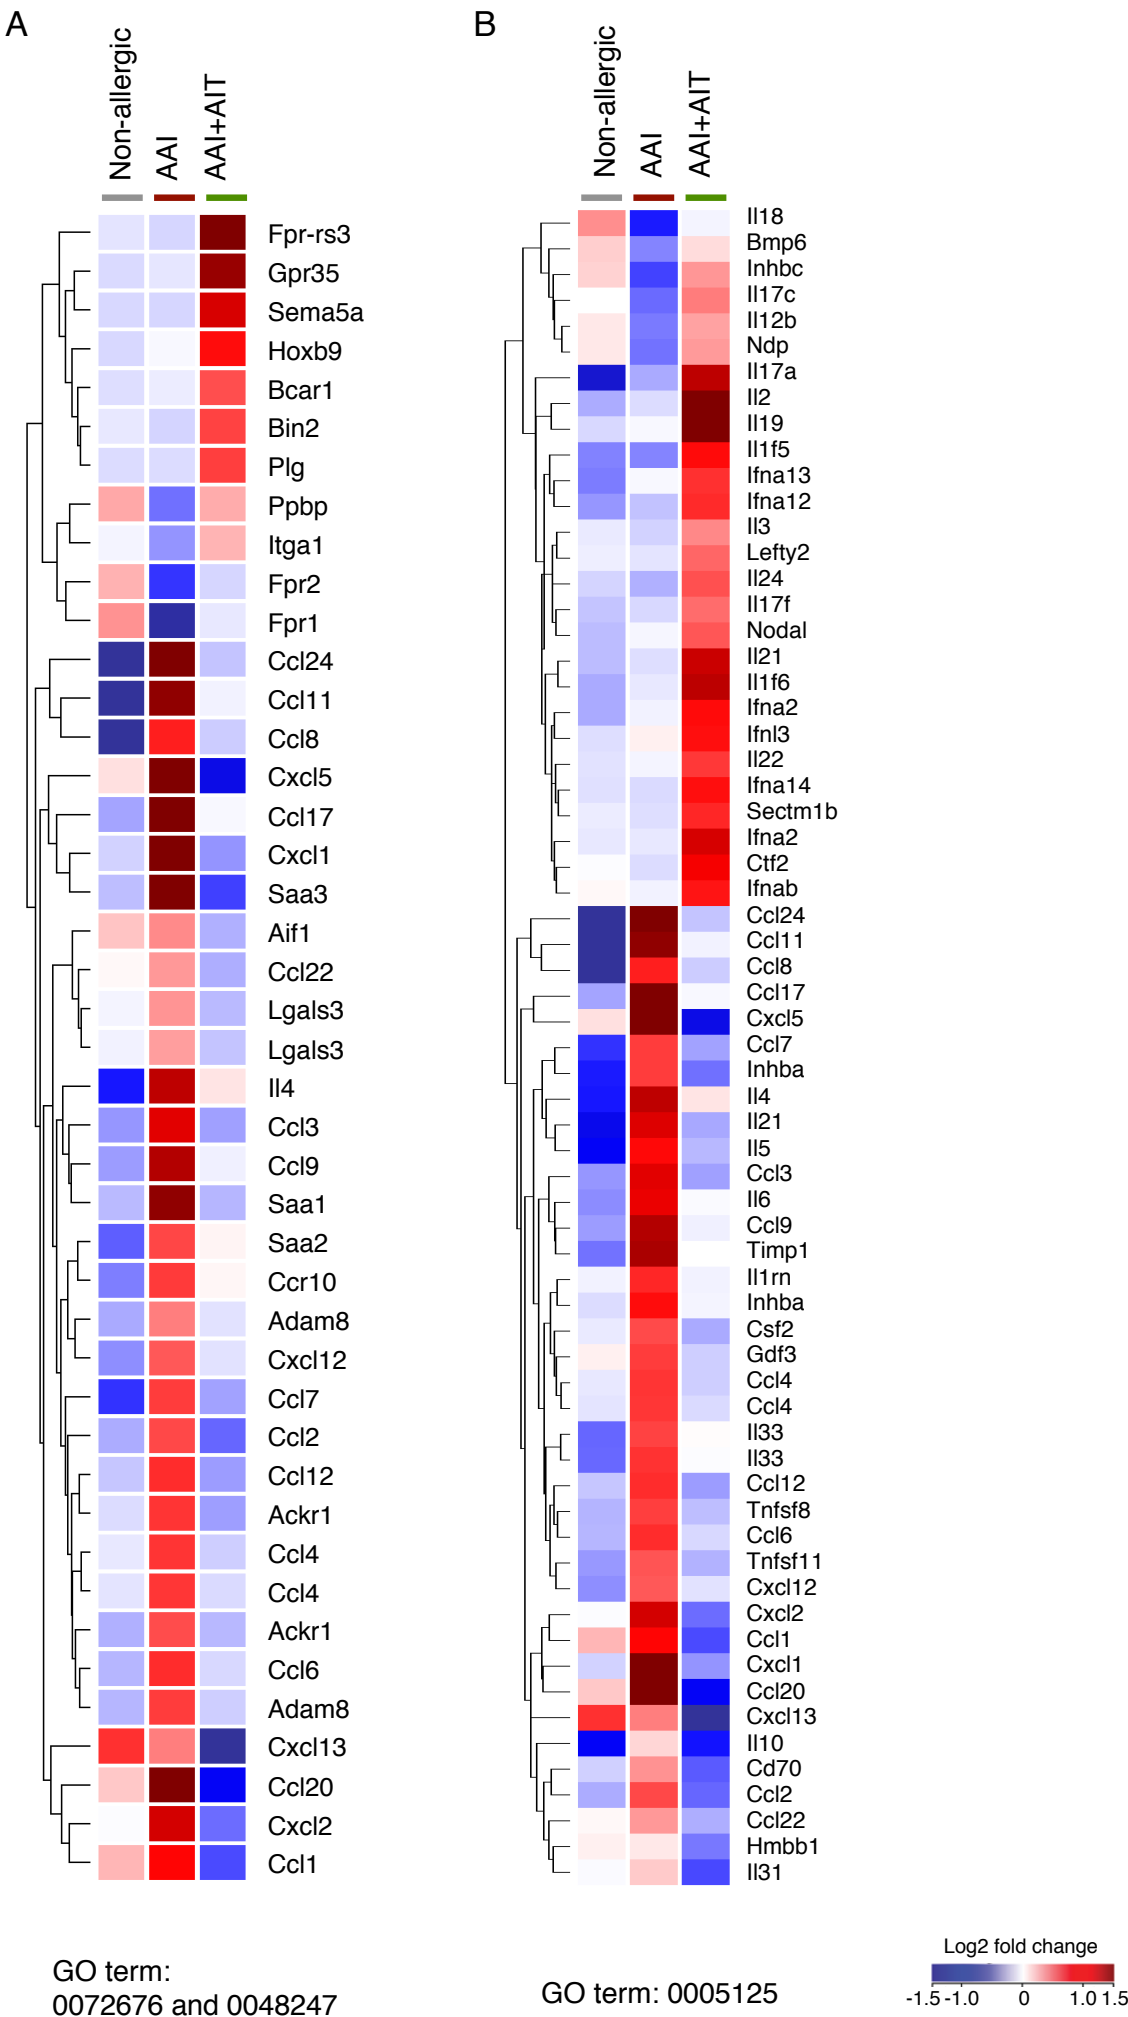 A
Non-allergic
AAI
AAI+AIT
Fpr-rs3
Gpr35
Sema5a
Hoxb9
Bcar1
Bin2
Plg
Ppbp
Itga1
Fpr2
Fpr1
Ccl24
Ccl11
Ccl8
Cxcl5
Ccl17
Cxcl1
Saa3
Aif1
Ccl22
Lgals3
Lgals3
Il4
Ccl3
Ccl9
Saa1
Saa2
Ccr10
Adam8
Cxcl12
Ccl7
Ccl2
Ccl12
Ackr1
Ccl4
Ccl4
Ackr1
Ccl6
Adam8
Cxcl13
Ccl20
Cxcl2
Ccl1
GO term:
0072676 and 0048247
B
Non-allergic
AAI
AAI+AIT
Il18
Bmp6
Inhbc
Il17c
Il12b
Ndp
Il17a
Il2
Il19
Il1f5
Ifna13
Ifna12
Il3
Lefty2
Il24
Il17f
Nodal
Il21
Il1f6
Ifna2
Ifnl3
Il22
Ifna14
Sectm1b
Ifna2
Ctf2
Ifnab
Ccl24
Ccl11
Ccl8
Ccl17
Cxcl5
Ccl7
Inhba
Il4
Il21
Il5
Ccl3
Il6
Ccl9
Timp1
Il1rn
Inhba
Csf2
Gdf3
Ccl4
Ccl4
Il33
Il33
Ccl12
Tnfsf8
Ccl6
Tnfsf11
Cxcl12
Cxcl2
Ccl1
Cxcl1
Ccl20
Cxcl13
Il10
Cd70
Ccl2
Ccl22
Hmbb1
Il31
GO term: 0005125
Log2 fold change
-1.5 -1.0 0 1.0 1.5